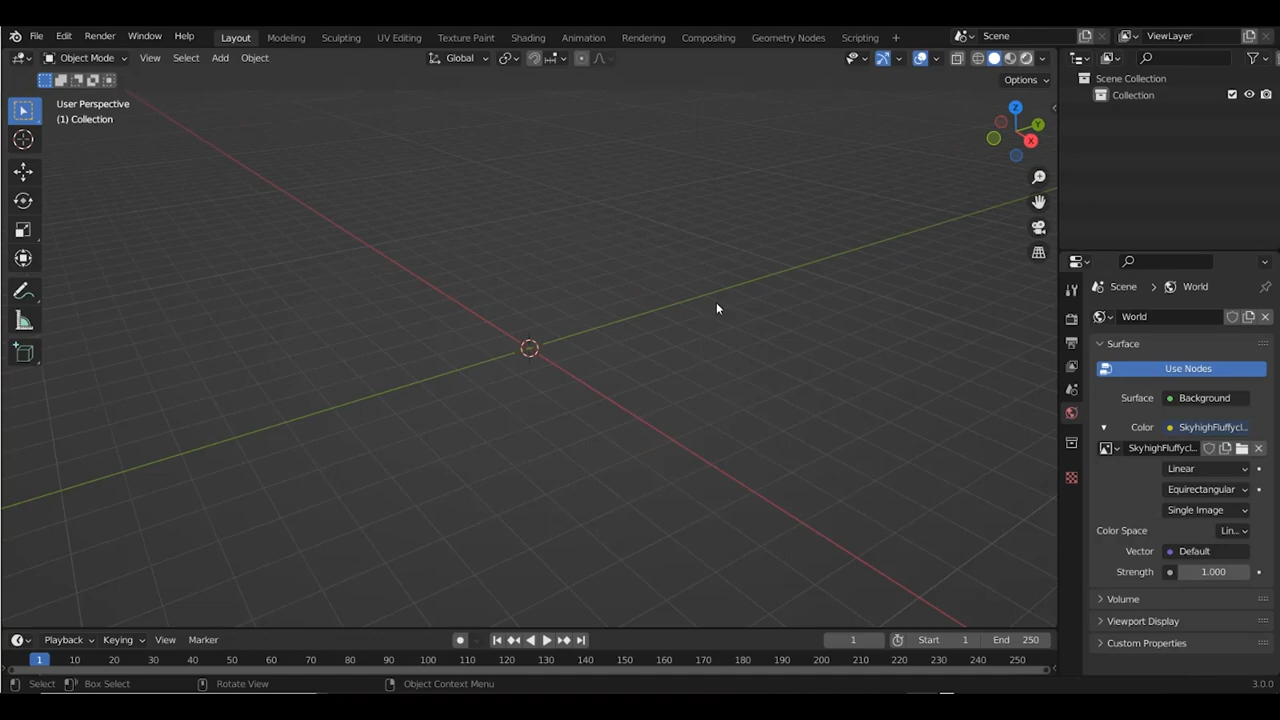 File Edit Render Window Help Layout Modeling Sculpting UV Editing Texture Paint Shading Animation Rendering Compositing Geometry Nodes Scripting + Scene ViewLayer
Object Mode View Select Add Object Global
Options
User Perspective
(1) Collection
Z
Y
X
Scene Collection
Collection
Scene > World
World
Surface
Use Nodes
Surface Background
Color SkyhighFluffycl...
SkyhighFluffycl...
Linear
Equirectangular
Single Image
Color Space Lin...
Vector Default
Strength 1.000
Volume
Viewport Display
Custom Properties
Playback Keying View Marker 1 Start 1 End 250
1 10 20 30 40 50 60 70 80 90 100 110 120 130 140 150 160 170 180 190 200 210 220 230 240 250
Select Box Select Rotate View Object Context Menu 3.0.0